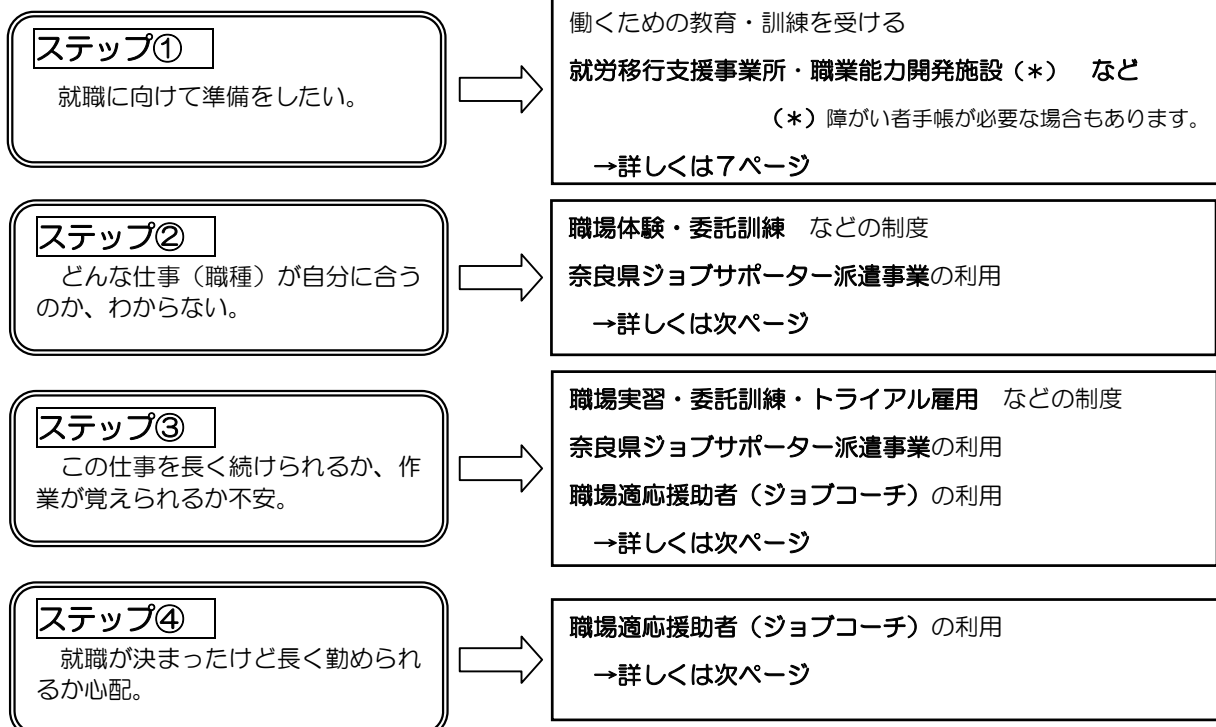 ステップ①
就職に向けて準備をしたい。
働くための教育・訓練を受ける
就労移行支援事業所・職業能力開発施設（＊）　など
（＊）障がい者手帳が必要な場合もあります。
→詳しくは７ページ
ステップ②
どんな仕事（職種）が自分に合う
のか、わからない。
職場体験・委託訓練　などの制度
奈良県ジョブサポーター派遣事業の利用
→詳しくは次ページ
ステップ③
この仕事を長く続けられるか、作
業が覚えられるか不安。
職場実習・委託訓練・トライアル雇用　などの制度
奈良県ジョブサポーター派遣事業の利用
職場適応援助者（ジョブコーチ）の利用
→詳しくは次ページ
ステップ④
就職が決まったけど長く勤められ
るか心配。
職場適応援助者（ジョブコーチ）の利用
→詳しくは次ページ